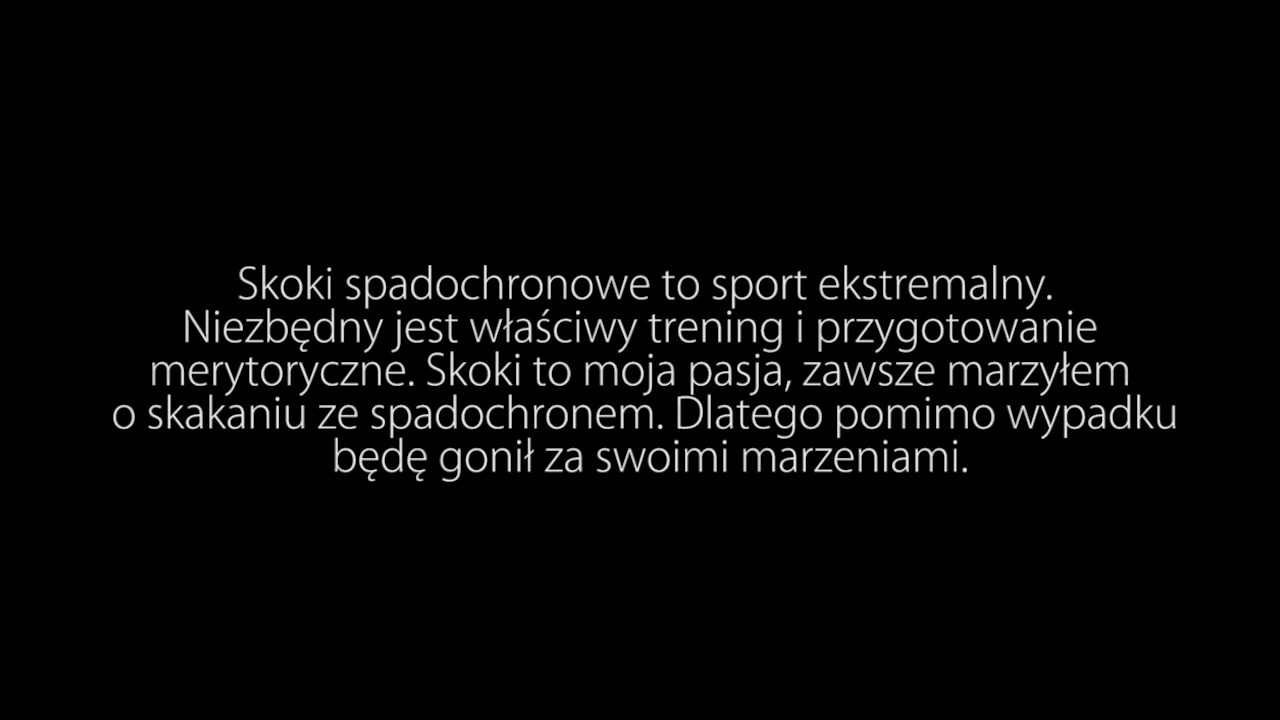 Skoki spadochronowe to sport ekstremalny.
Niezbędny jest właściwy trening i przygotowanie
merytoryczne. Skoki to moja pasja, zawsze marzyłem
o skakaniu ze spadochronem. Dlatego pomimo wypadku
będę gonił za swoimi marzeniami.